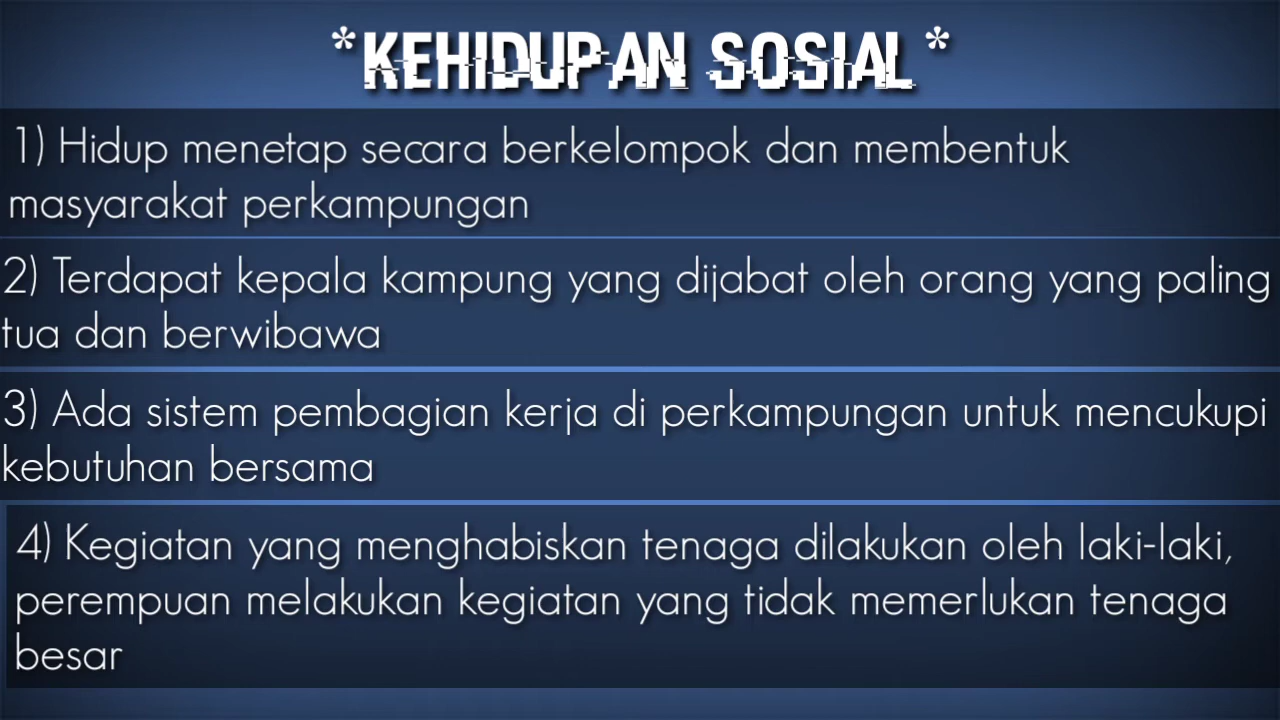 *KEHIDUPAN SOSIAL*
1) Hidup menetap secara berkelompok dan membentuk
masyarakat perkampungan
2) Terdapat kepala kampung yang dijabat oleh orang yang paling
tua dan berwibawa
3) Ada sistem pembagian kerja di perkampungan untuk mencukupi
kebutuhan bersama
4) Kegiatan yang menghabiskan tenaga dilakukan oleh laki-laki,
perempuan melakukan kegiatan yang tidak memerlukan tenaga
besar